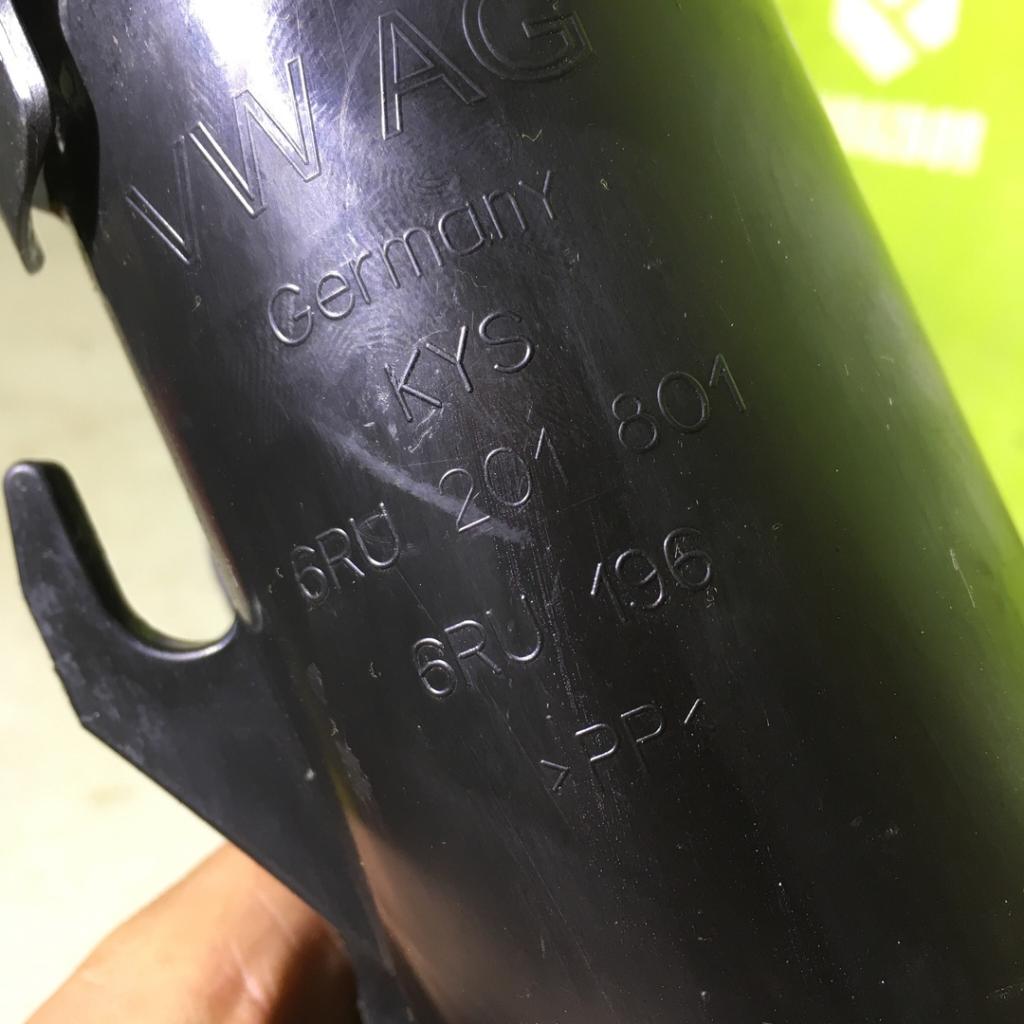 VW AG
Germany
KYS
6RU 201 801
6RU 196
>PP<